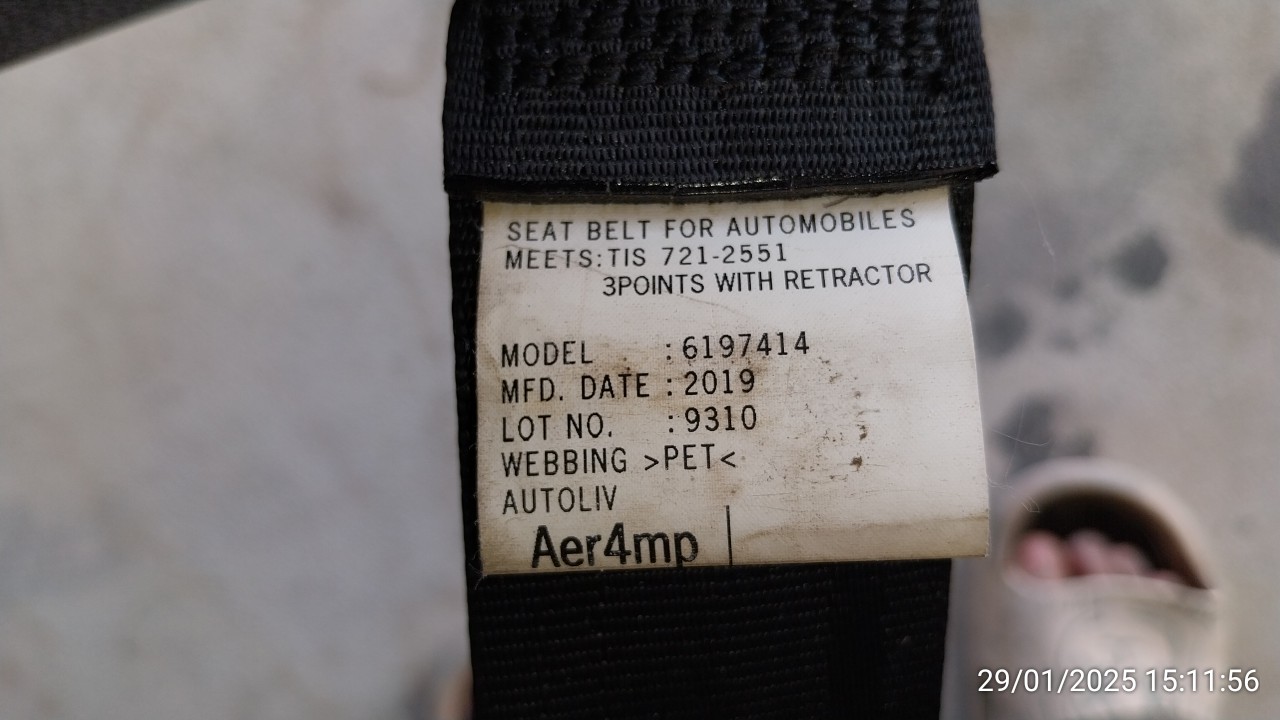 SEAT BELT FOR AUTOMOBILES
MEETS:TIS 721-2551
3POINTS WITH RETRACTOR
MODEL : 6197414
MFD. DATE : 2019
LOT NO. : 9310
WEBBING >PET<
AUTOLIV
Aer4mp
29/01/2025 15:11:56